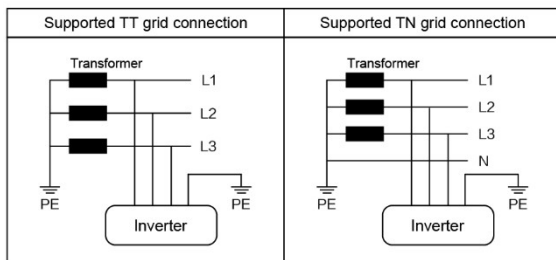 Supported TT grid connection
Transformer
L1
L2
L3
PE
PE
Inverter
Supported TN grid connection
Transformer
L1
L2
L3
N
PE
PE
Inverter